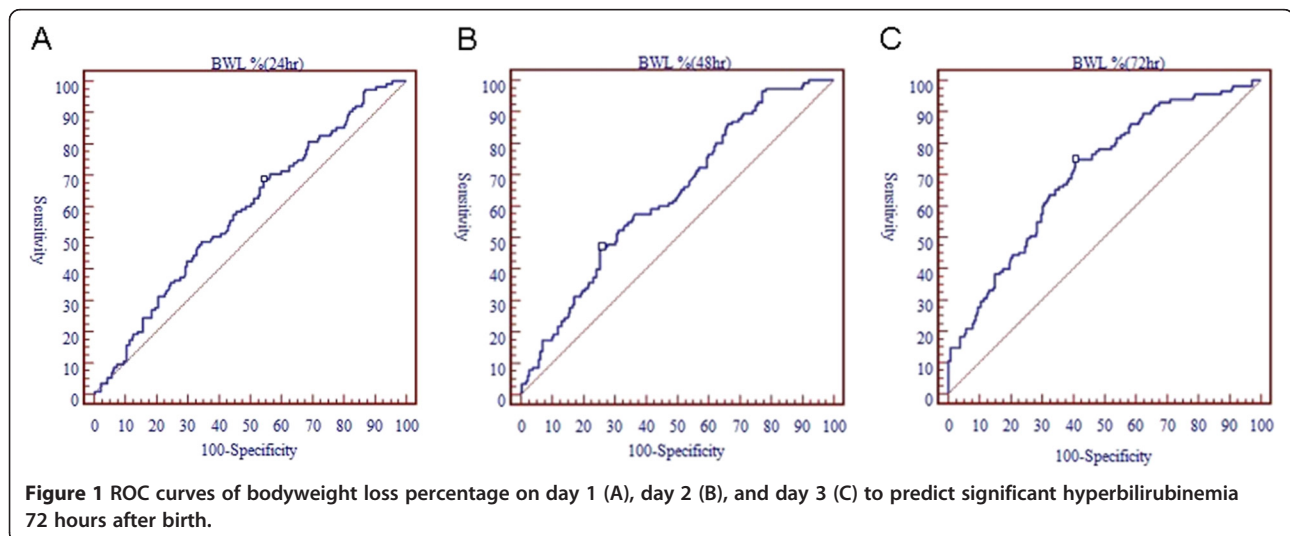 A
B
C
BWL %(24hr)
BWL %(48hr)
BWL %(72hr)
100
90
80
70
60
50
40
30
20
10
0
Sensitivity
0 10 20 30 40 50 60 70 80 90 100
100-Specificity
100
90
80
70
60
50
40
30
20
10
0
Sensitivity
0 10 20 30 40 50 60 70 80 90 100
100-Specificity
100
90
80
70
60
50
40
30
20
10
0
Sensitivity
0 10 20 30 40 50 60 70 80 90 100
100-Specificity
Figure 1 ROC curves of bodyweight loss percentage on day 1 (A), day 2 (B), and day 3 (C) to predict significant hyperbilirubinemia
72 hours after birth.